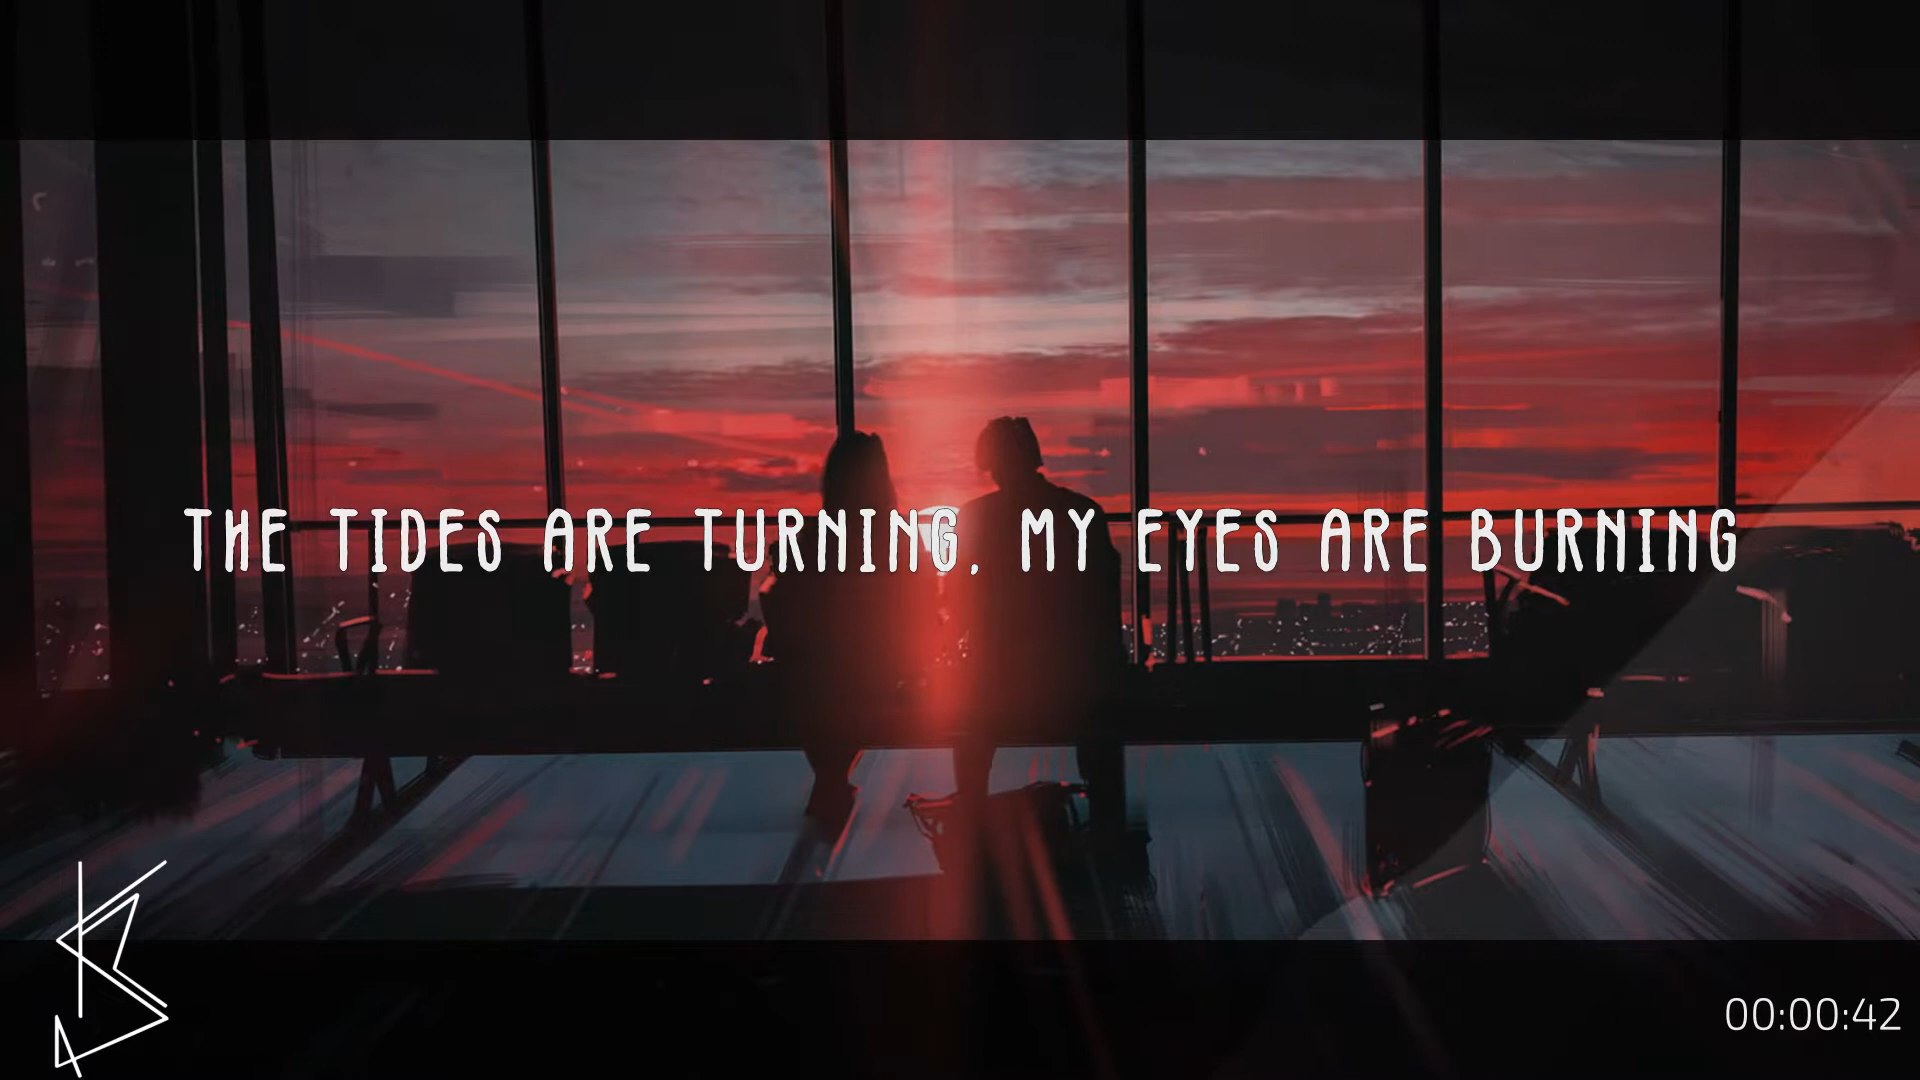 THE TIDES ARE TURNING, MY EYES ARE BURNING
00:00:42